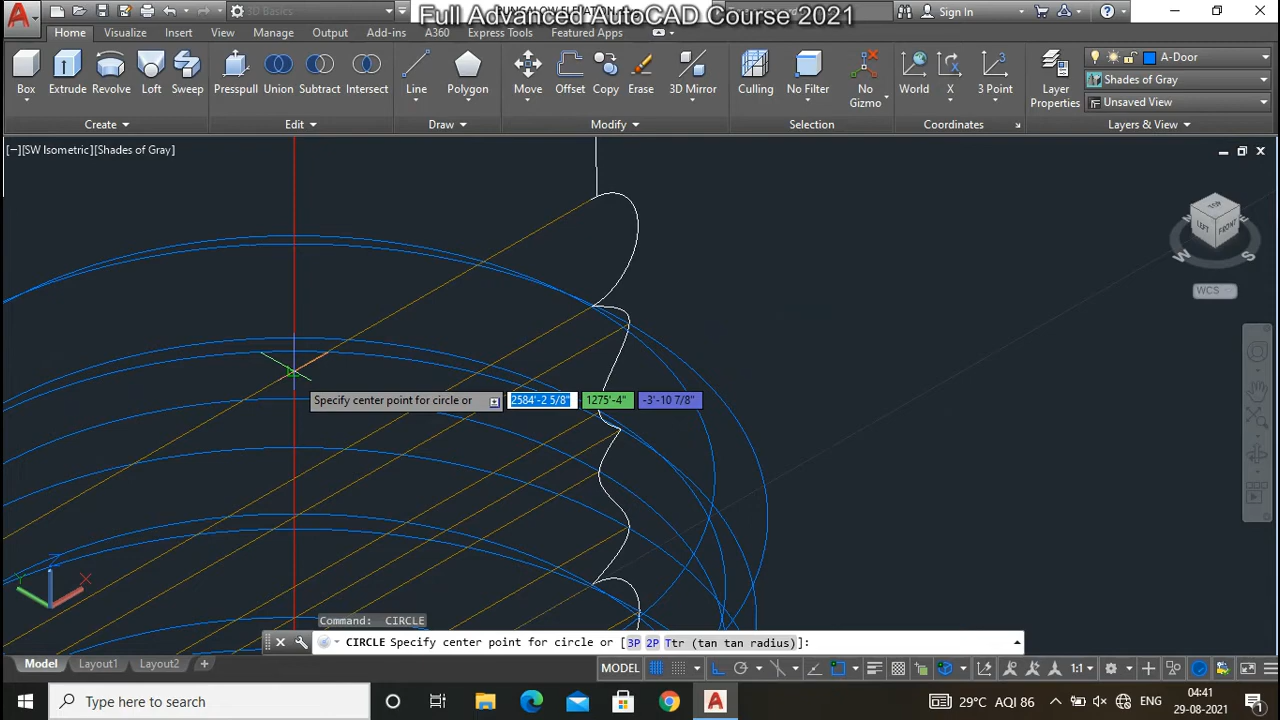 Full Advanced AutoCAD Course 2021
3D Basics
Sign In
Home Visualize Insert View Manage Output Add-ins A360 Express Tools Featured Apps
Box Extrude Revolve Loft Sweep Presspull Union Subtract Intersect Line Polygon Move Offset Copy Erase 3D Mirror Culling No Filter No Gizmo World X 3 Point Layer Properties
A-Door
Shades of Gray
Unsaved View
Create Edit Draw Modify Selection Coordinates Layers & View
[−][SW Isometric][Shades of Gray]
TOP
LEFT FRONT
W S
WCS
Specify center point for circle or 2584'-2 5/8" 1275'-4" -3'-10 7/8"
Z
Y X
Command: CIRCLE
CIRCLE Specify center point for circle or [3P 2P Ttr (tan tan radius)]:
Model Layout1 Layout2 +
MODEL 1:1
Type here to search
29°C AQI 86 ENG 04:41
29-08-2021
1